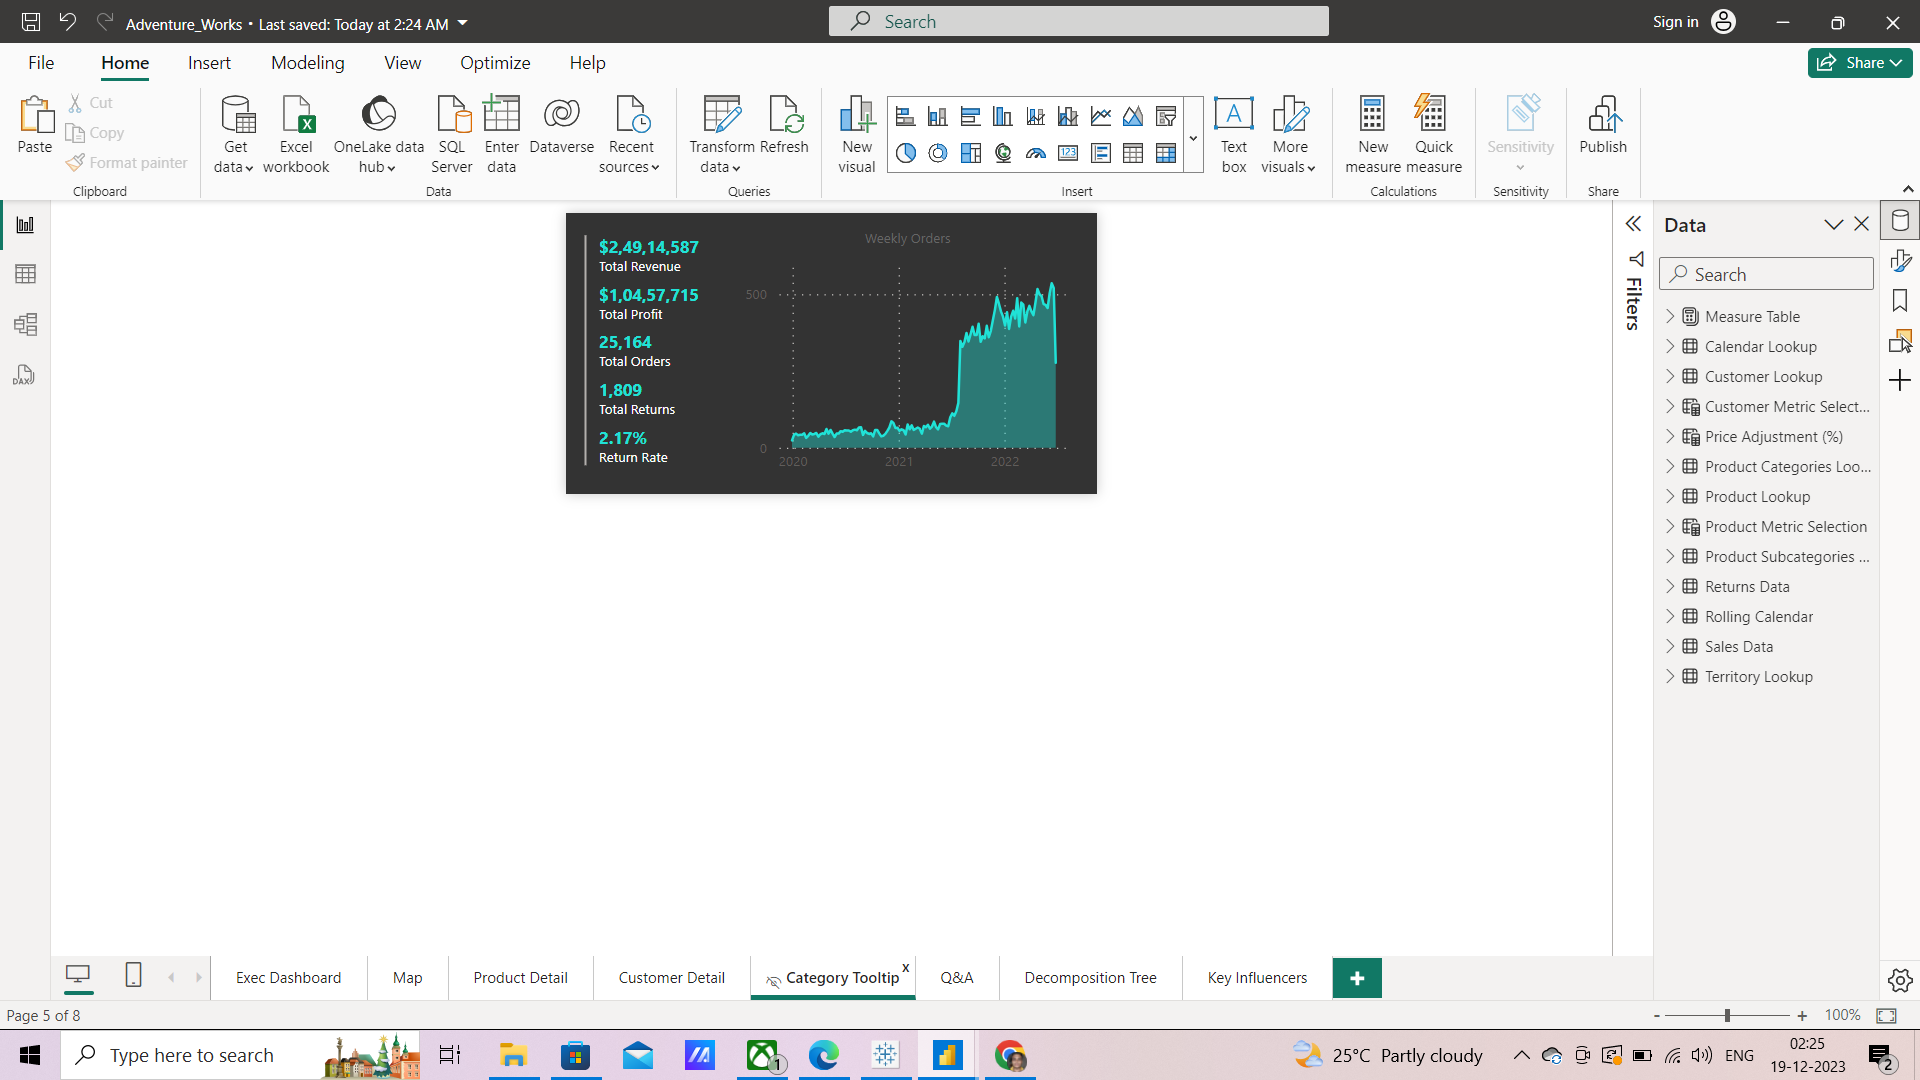 Adventure_Works • Last saved: Today at 2:24 AM
Search
Sign in
File Home Insert Modeling View Optimize Help
Share
Paste
Cut
Copy
Format painter
Clipboard
Get data
Excel workbook
OneLake data hub
SQL Server
Enter data
Dataverse
Recent sources
Data
Transform data
Refresh
Queries
New visual
123
A
Text box
More visuals
Insert
New measure
Quick measure
Calculations
Sensitivity
Sensitivity
Publish
Share
DAX
$2,49,14,587
Total Revenue
$1,04,57,715
Total Profit
25,164
Total Orders
1,809
Total Returns
2.17%
Return Rate
Weekly Orders
500
0
2020 2021 2022
Filters
Data
Search
Measure Table
Calendar Lookup
Customer Lookup
Customer Metric Select...
Price Adjustment (%)
Product Categories Loo...
Product Lookup
Product Metric Selection
Product Subcategories ...
Returns Data
Rolling Calendar
Sales Data
Territory Lookup
Exec Dashboard Map Product Detail Customer Detail Category Tooltip x Q&A Decomposition Tree Key Influencers +
Page 5 of 8
- + 100%
Type here to search
1
25°C Partly cloudy
ENG
02:25
19-12-2023
2